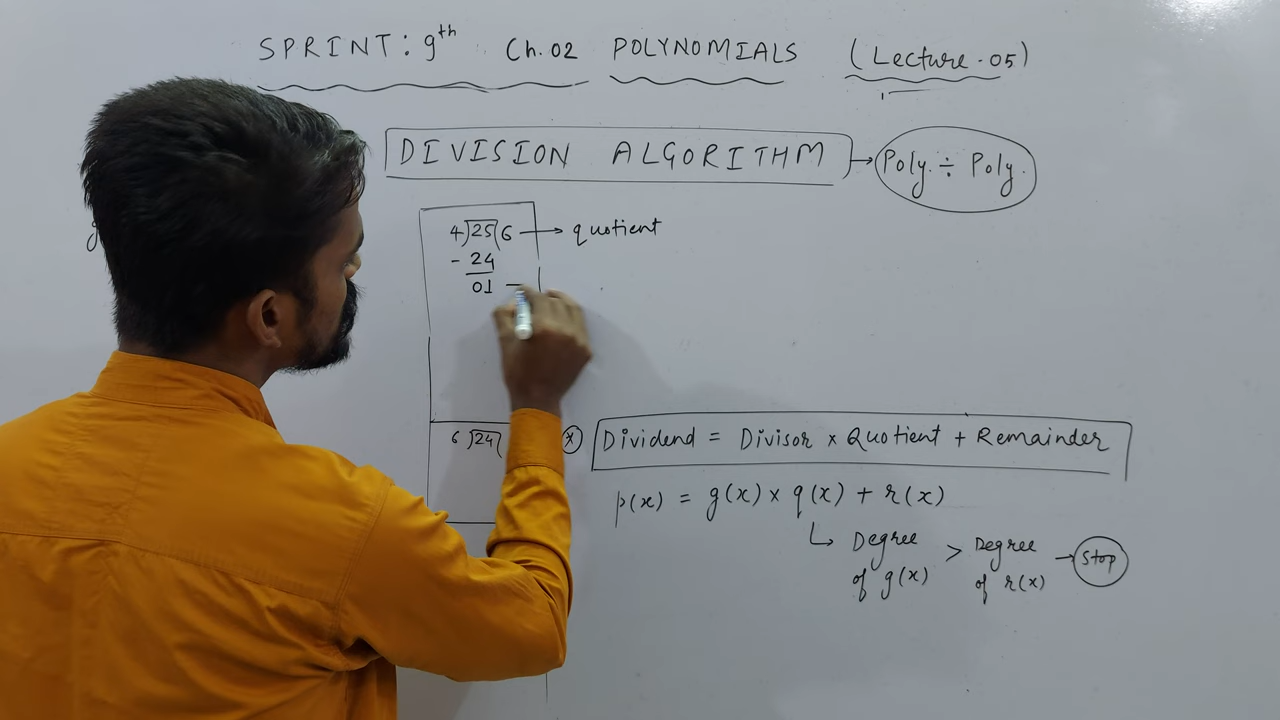 SPRINT: 9th Ch. 02 POLYNOMIALS (Lecture - 05)
DIVISION ALGORITHM → Poly. ÷ Poly.
4)25(6 → quotient
- 24
01 —
6)24(
* Dividend = Divisor × Quotient + Remainder
p(x) = g(x) × q(x) + r(x)
↳ Degree of g(x) > Degree of r(x) → Stop